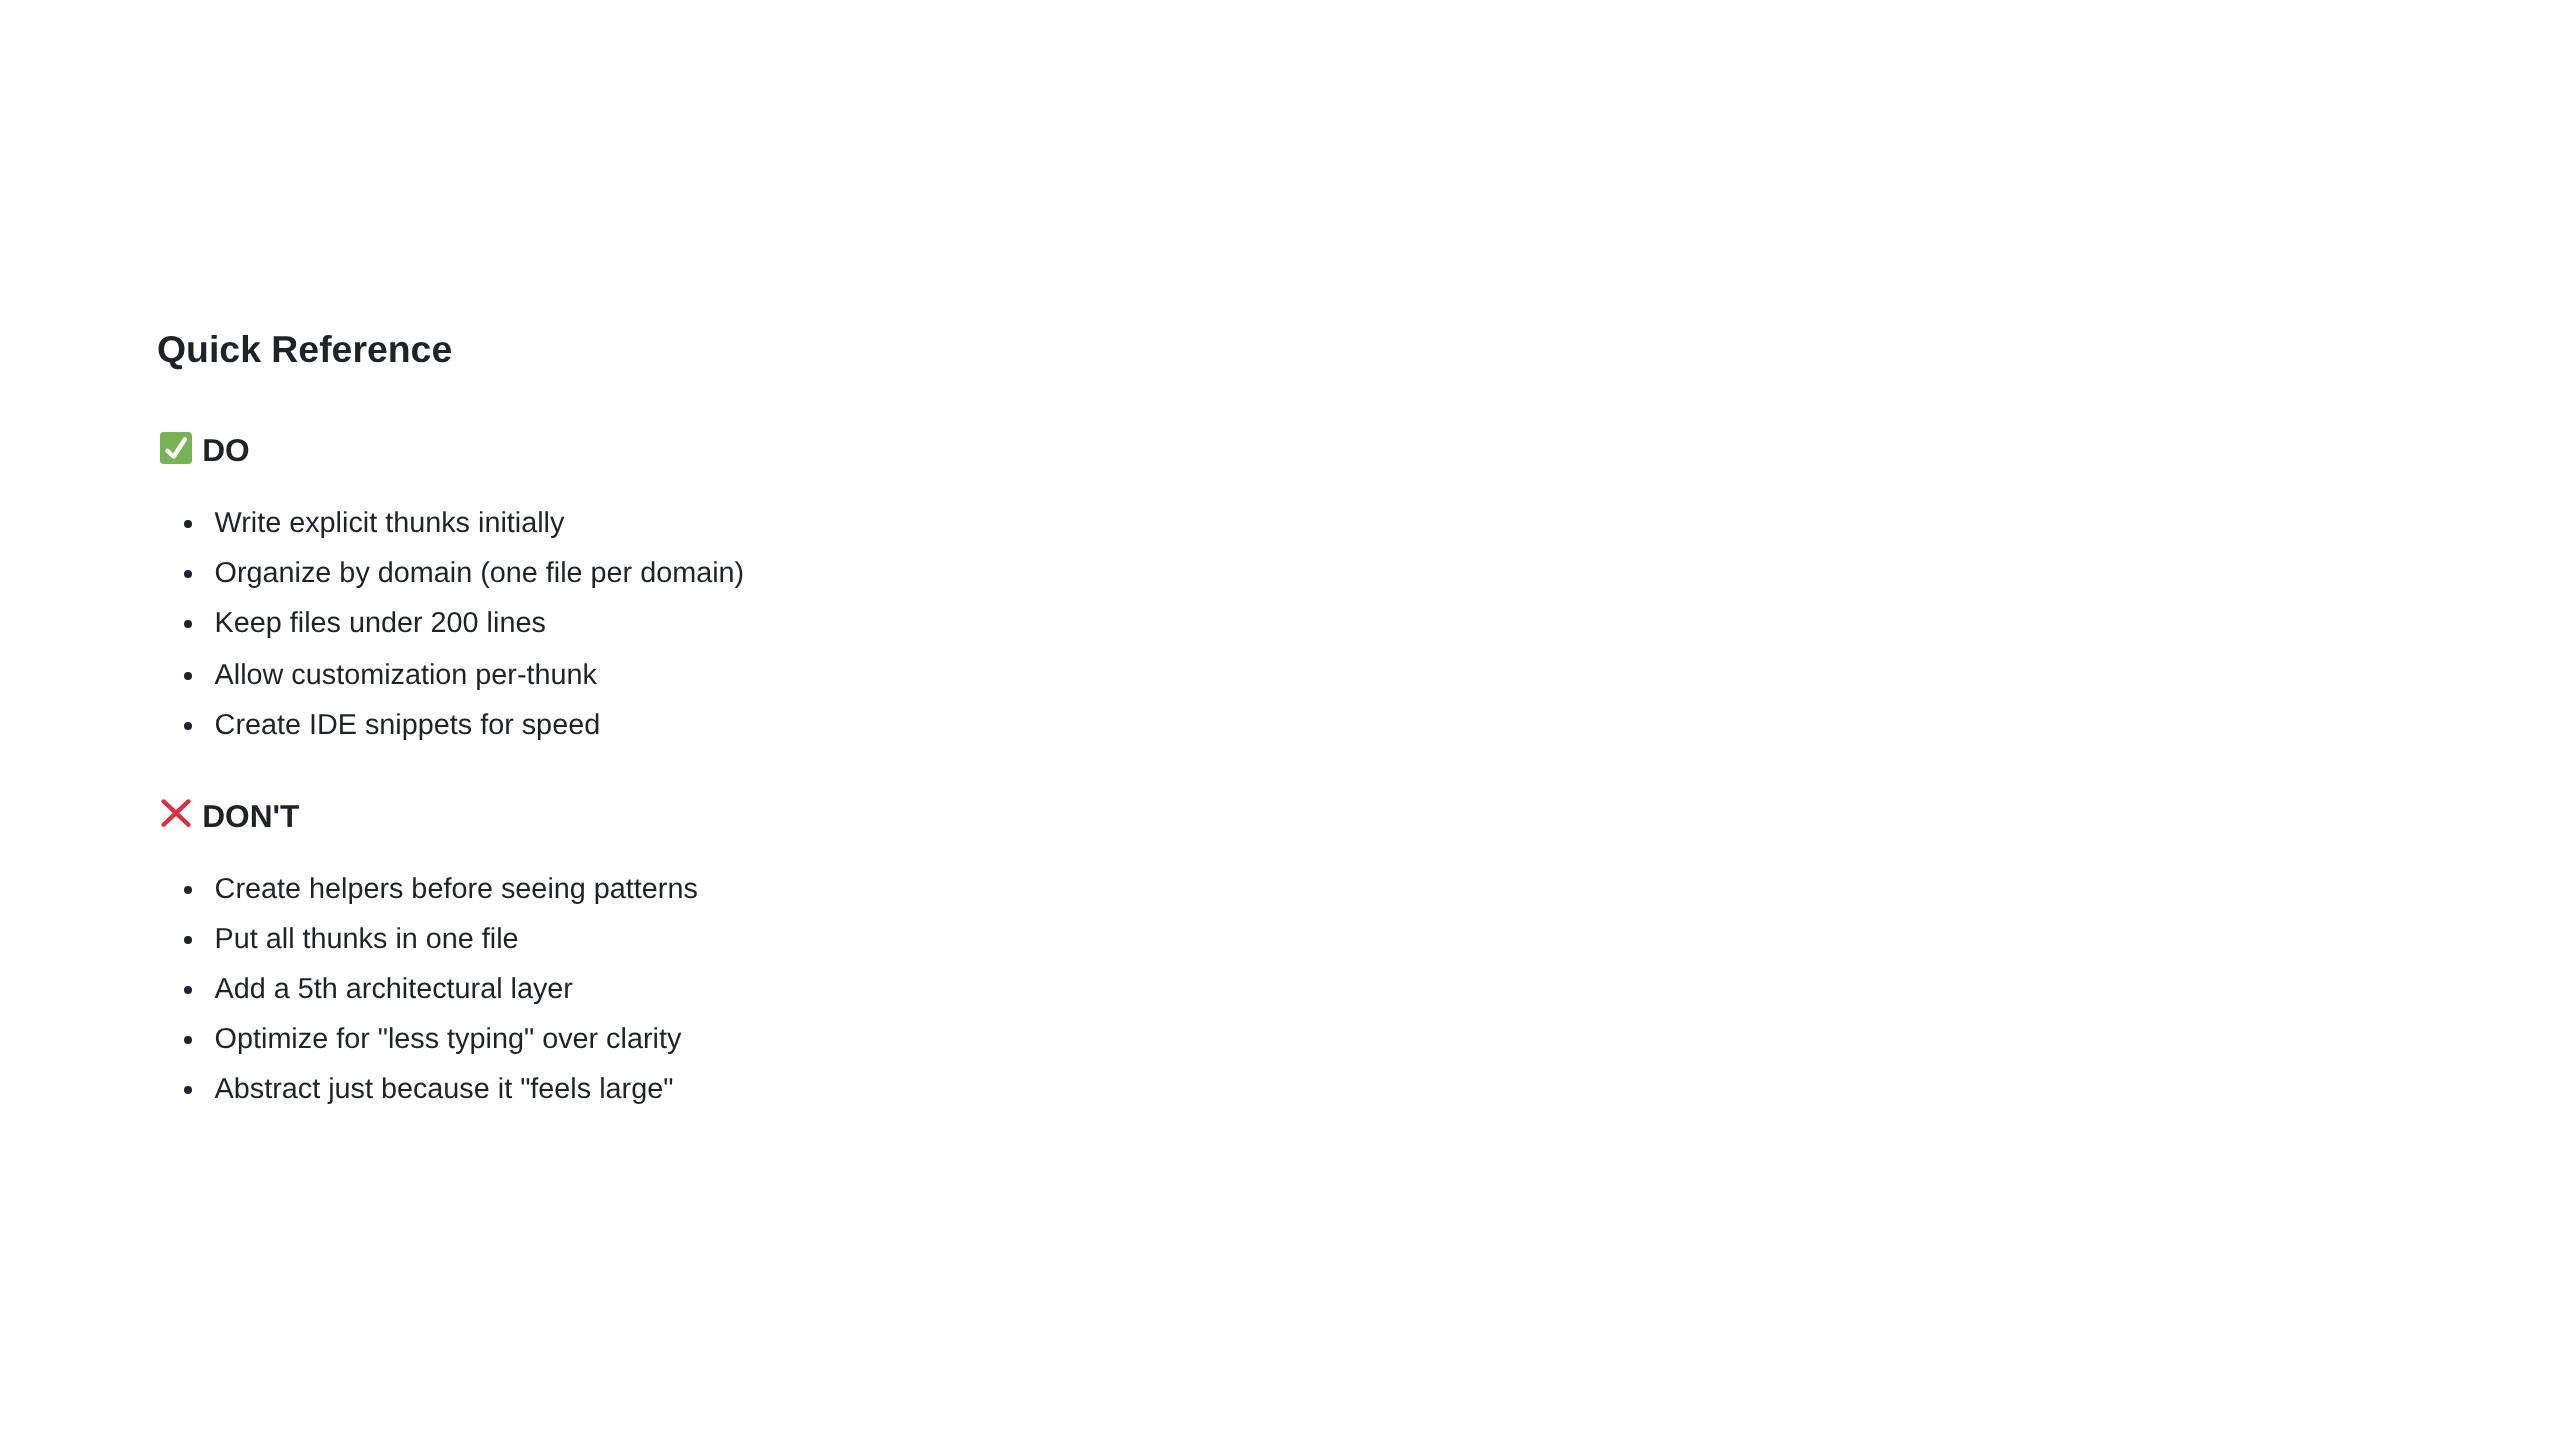 Quick Reference
✅ DO
• Write explicit thunks initially
• Organize by domain (one file per domain)
• Keep files under 200 lines
• Allow customization per-thunk
• Create IDE snippets for speed
❌ DON'T
• Create helpers before seeing patterns
• Put all thunks in one file
• Add a 5th architectural layer
• Optimize for "less typing" over clarity
• Abstract just because it "feels large"